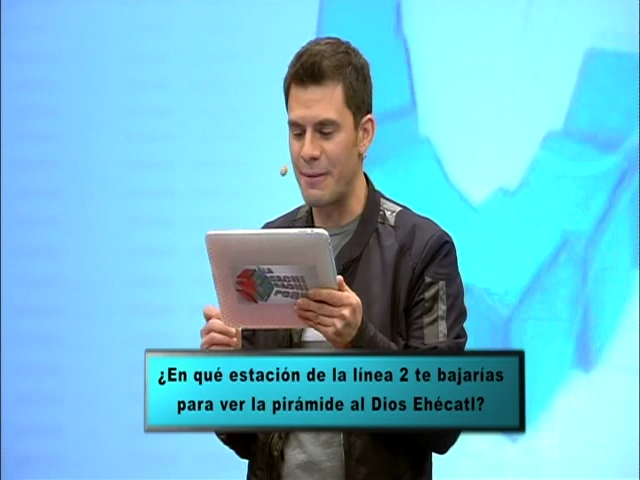 ¿En qué estación de la línea 2 te bajarías
para ver la pirámide al Dios Ehécatl?